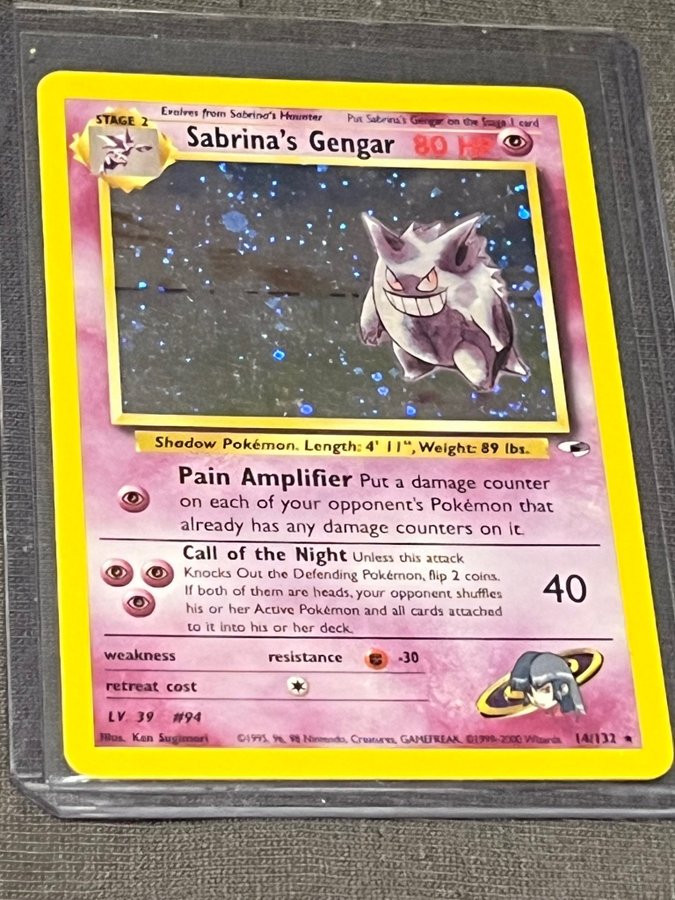 Evolves from Sabrina's Haunter
Put Sabrina's Gengar on the Stage 1 card
STAGE 2
Sabrina's Gengar 80 HP
Shadow Pokémon. Length: 4' 11", Weight: 89 lbs.
Pain Amplifier Put a damage counter
on each of your opponent's Pokémon that
already has any damage counters on it.
Call of the Night Unless this attack
Knocks Out the Defending Pokémon, flip 2 coins.
If both of them are heads, your opponent shuffles
his or her Active Pokémon and all cards attached
to it into his or her deck.
40
weakness
resistance -30
retreat cost
LV. 39 #94
Illus. Ken Sugimori
©1995, 96, 98 Nintendo, Creatures, GAMEFREAK. ©1999-2000 Wizards.
14/132 ★